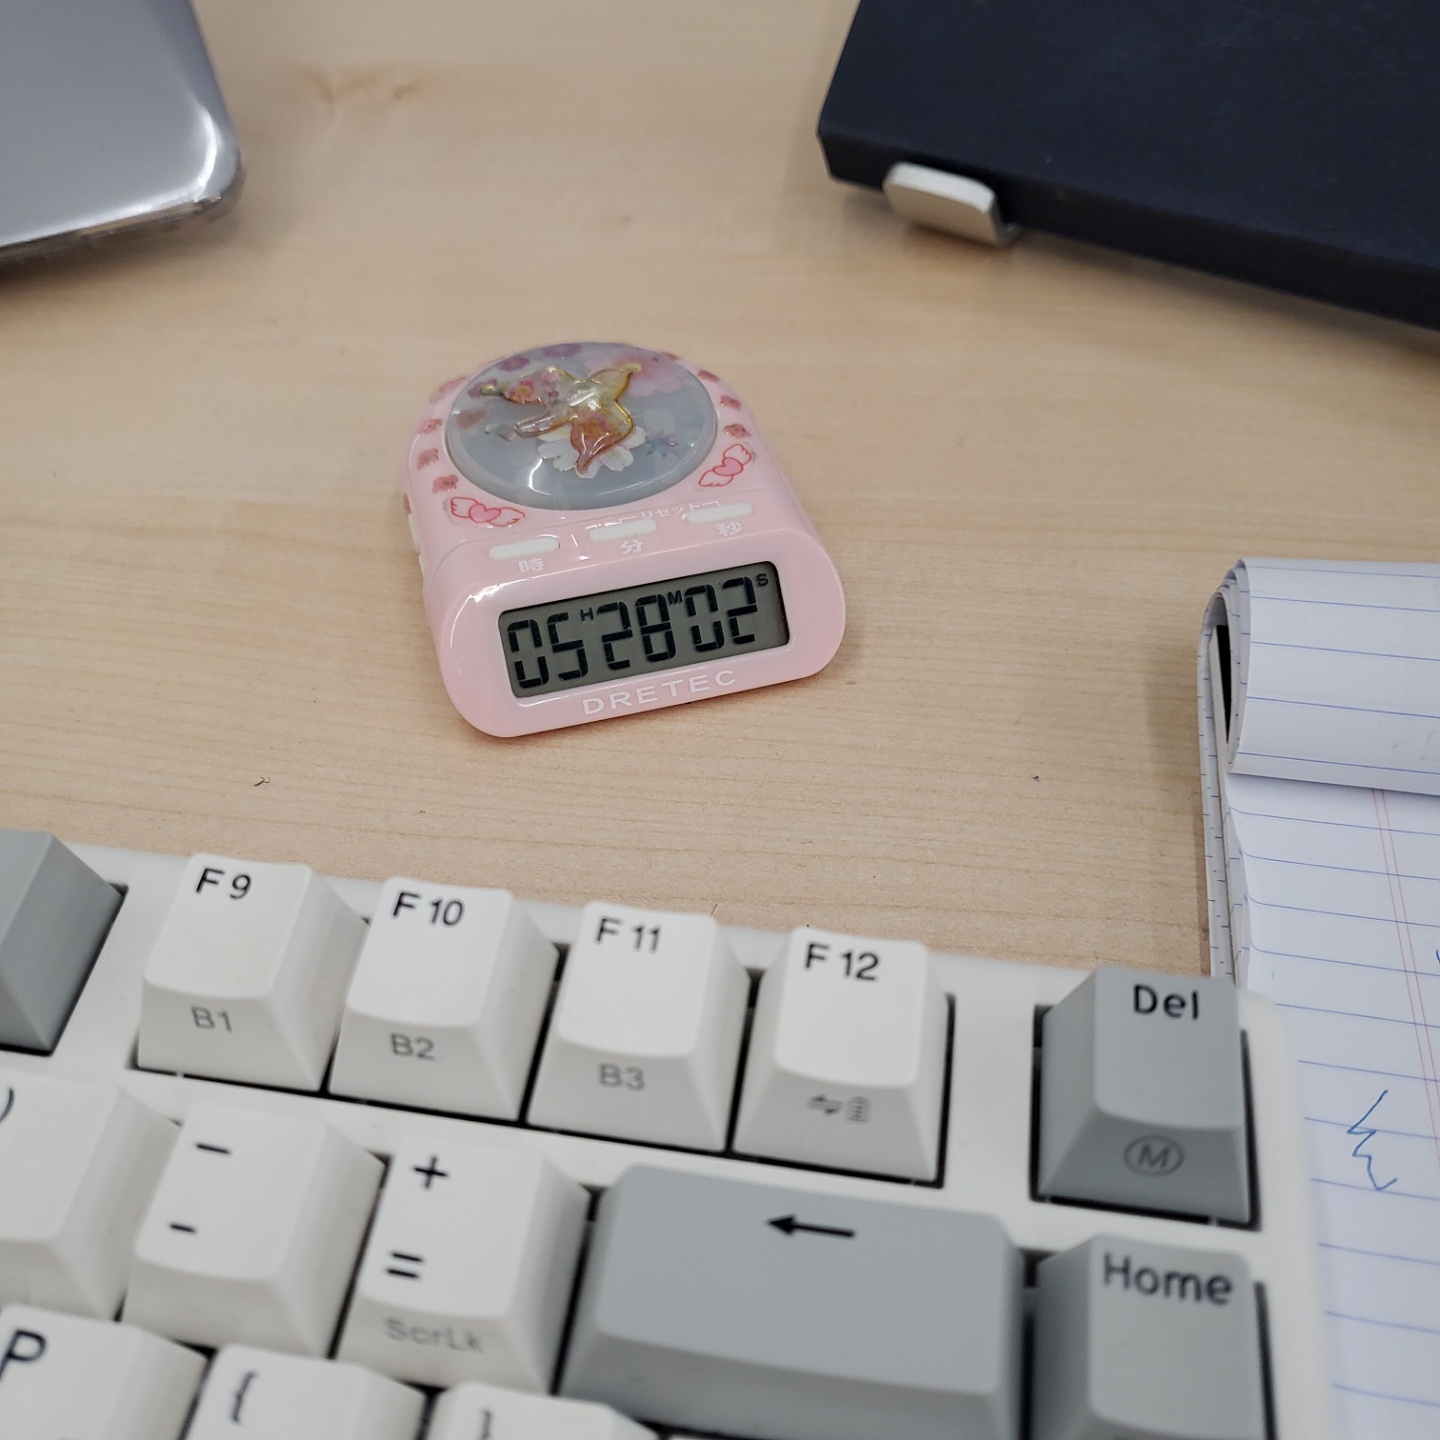 リセット
時 分 秒
05H28M02S
DRETEC
F9 F10 F11 F12 Del
B1 B2 B3 M
)
- +
- = ← Home
ScrLk
P { }